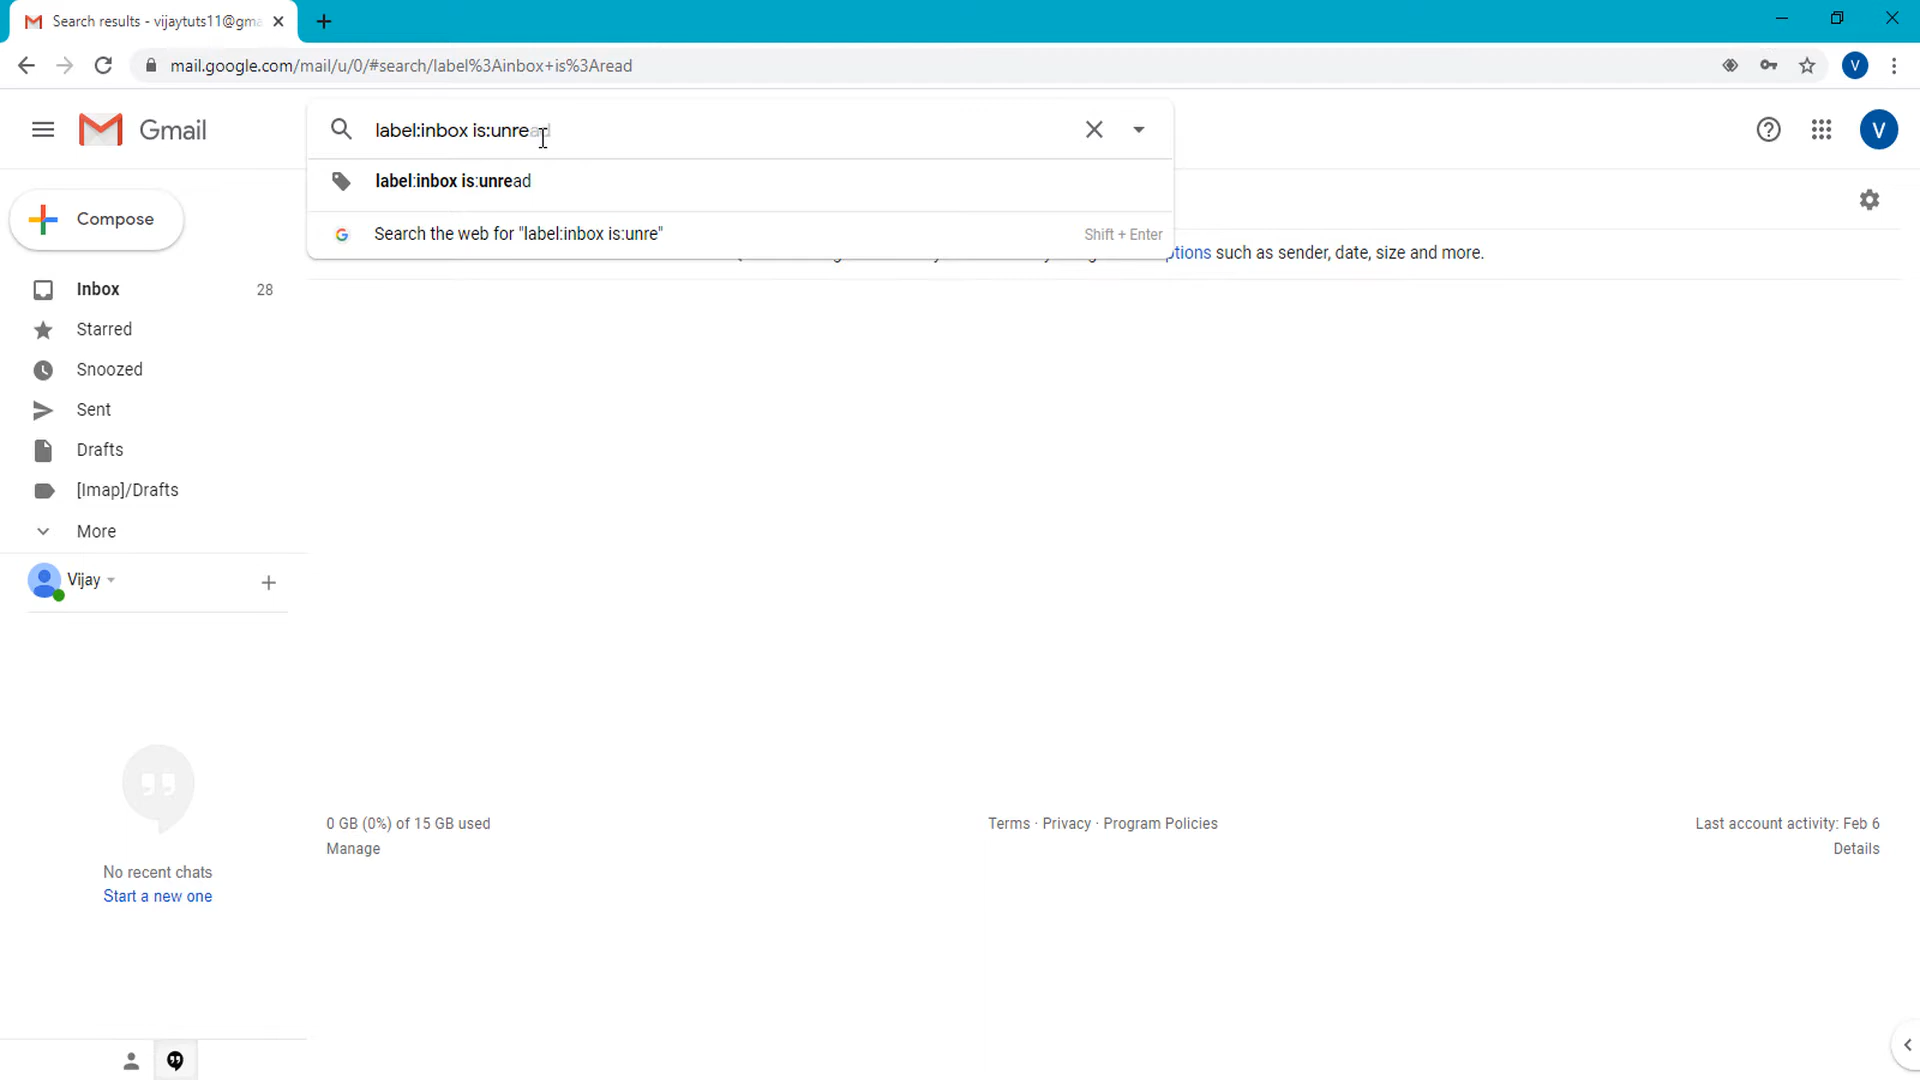 Search results - vijaytuts11@gma
mail.google.com/mail/u/0/#search/label%3Ainbox+is%3Aread
V
Gmail
label:inbox is:unread
V
label:inbox is:unread
Search the web for "label:inbox is:unre"
Shift + Enter
Compose
ptions such as sender, date, size and more.
Inbox
28
Starred
Snoozed
Sent
Drafts
[Imap]/Drafts
More
Vijay
No recent chats
Start a new one
0 GB (0%) of 15 GB used
Manage
Terms · Privacy · Program Policies
Last account activity: Feb 6
Details